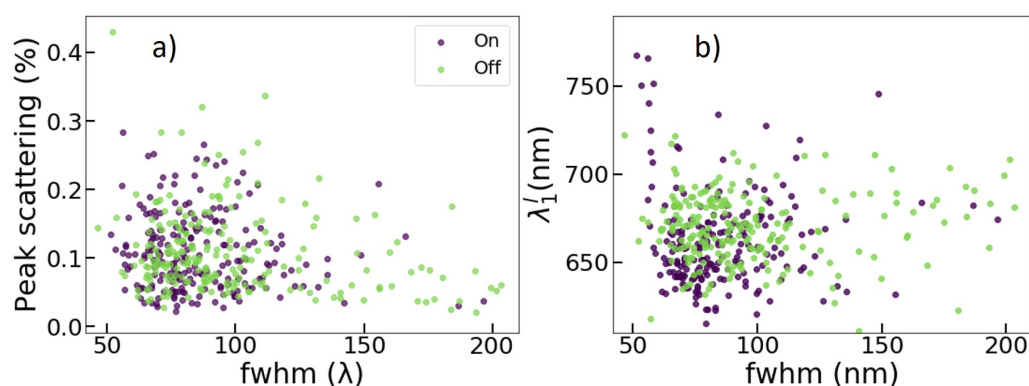 a)
On
Off
Peak scattering (%)
0.4
0.3
0.2
0.1
0.0
50
100
150
200
fwhm (λ)
b)
λ₁ᴵ(nm)
750
700
650
50
100
150
200
fwhm (nm)